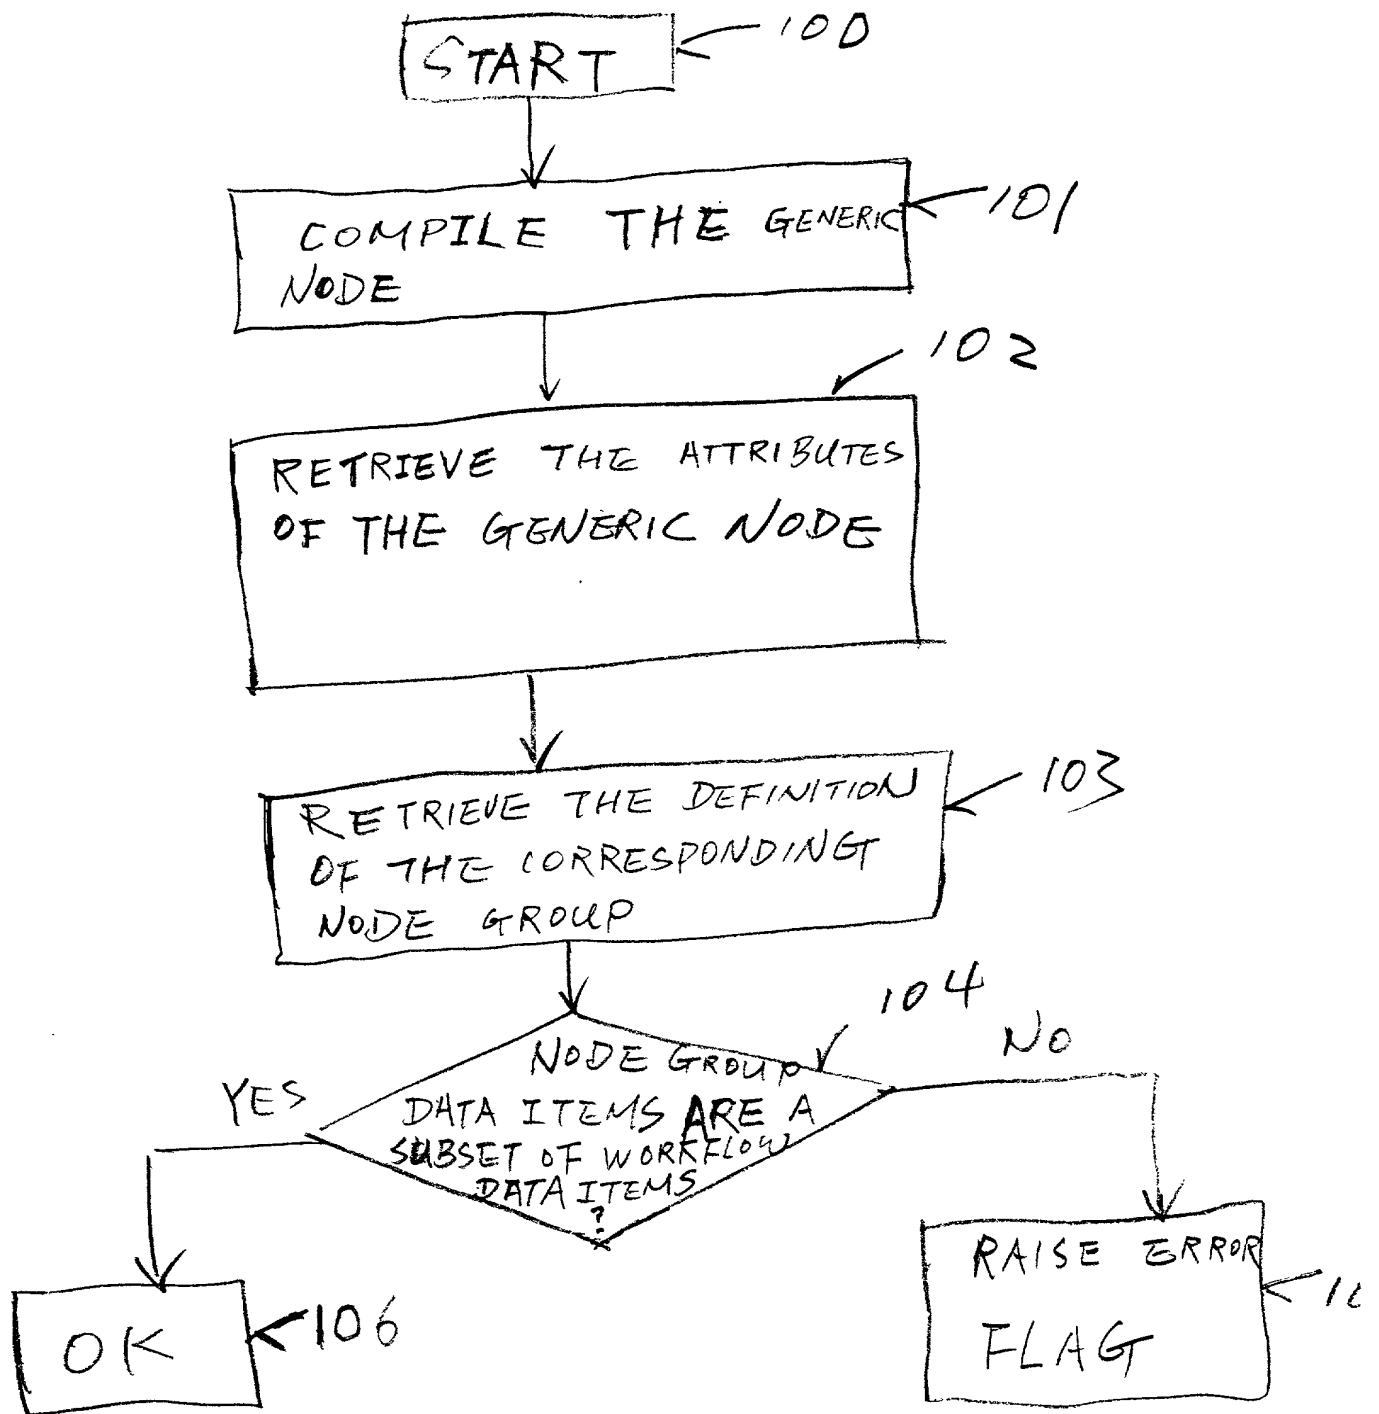 START
100
COMPILE THE GENERIC
NODE
101
102
RETRIEVE THE ATTRIBUTES
OF THE GENERIC NODE
103
RETRIEVE THE DEFINITION
OF THE CORRESPONDING
NODE GROUP
104
NO
YES
NODE GROUP
DATA ITEMS ARE A
SUBSET OF WORKFLOW
DATA ITEMS
?
RAISE ERROR
FLAG
OK
106